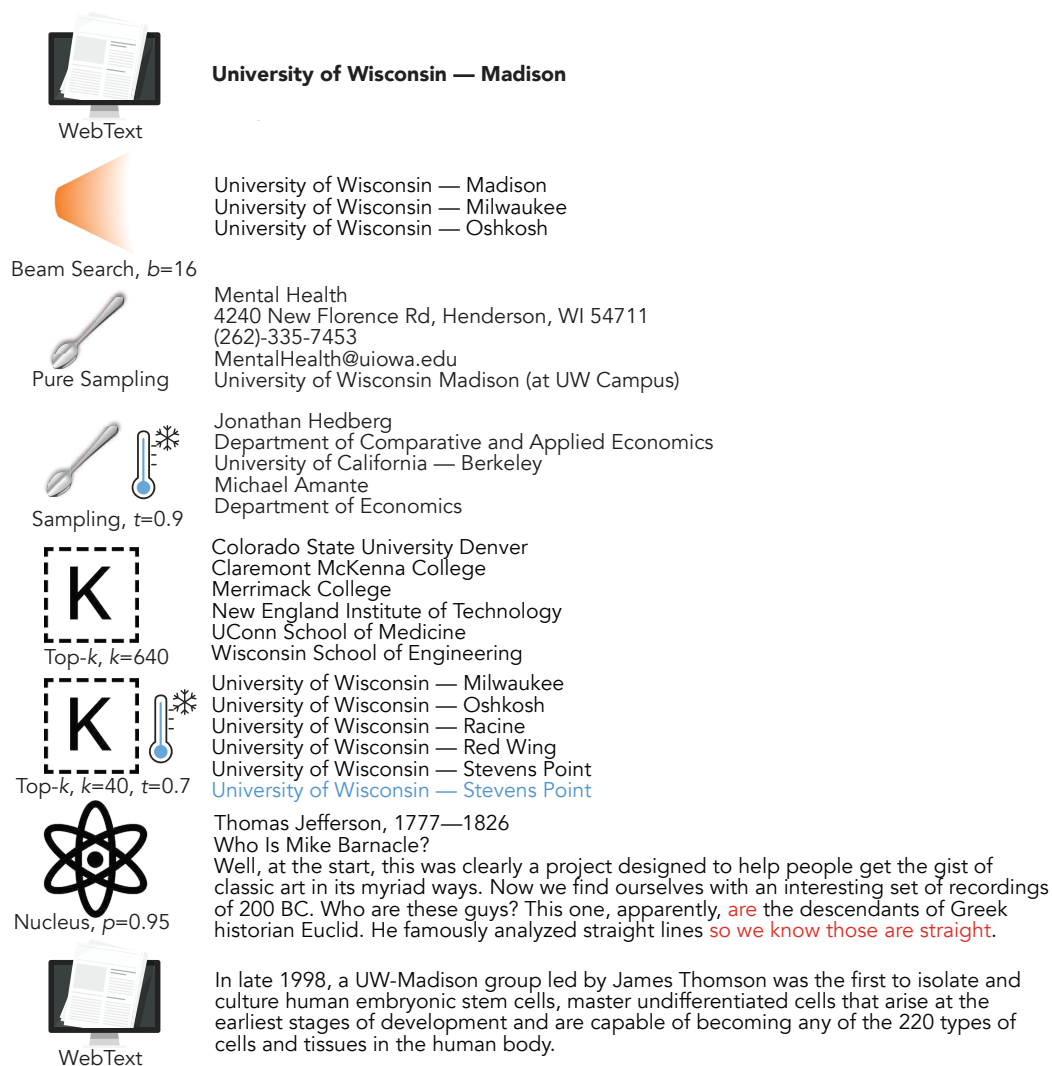 University of Wisconsin — Madison
WebText
University of Wisconsin — Madison
University of Wisconsin — Milwaukee
University of Wisconsin — Oshkosh
Beam Search, b=16
Mental Health
4240 New Florence Rd, Henderson, WI 54711
(262)-335-7453
MentalHealth@uiowa.edu
University of Wisconsin Madison (at UW Campus)
Pure Sampling
Jonathan Hedberg
Department of Comparative and Applied Economics
University of California — Berkeley
Michael Amante
Department of Economics
Sampling, t=0.9
Colorado State University Denver
Claremont McKenna College
Merrimack College
New England Institute of Technology
UConn School of Medicine
Wisconsin School of Engineering
K
Top-k, k=640
University of Wisconsin — Milwaukee
University of Wisconsin — Oshkosh
University of Wisconsin — Racine
University of Wisconsin — Red Wing
University of Wisconsin — Stevens Point
University of Wisconsin — Stevens Point
K
Top-k, k=40, t=0.7
Thomas Jefferson, 1777—1826
Who Is Mike Barnacle?
Well, at the start, this was clearly a project designed to help people get the gist of
classic art in its myriad ways. Now we find ourselves with an interesting set of recordings
of 200 BC. Who are these guys? This one, apparently, are the descendants of Greek
historian Euclid. He famously analyzed straight lines so we know those are straight.
Nucleus, p=0.95
In late 1998, a UW-Madison group led by James Thomson was the first to isolate and
culture human embryonic stem cells, master undifferentiated cells that arise at the
earliest stages of development and are capable of becoming any of the 220 types of
cells and tissues in the human body.
WebText